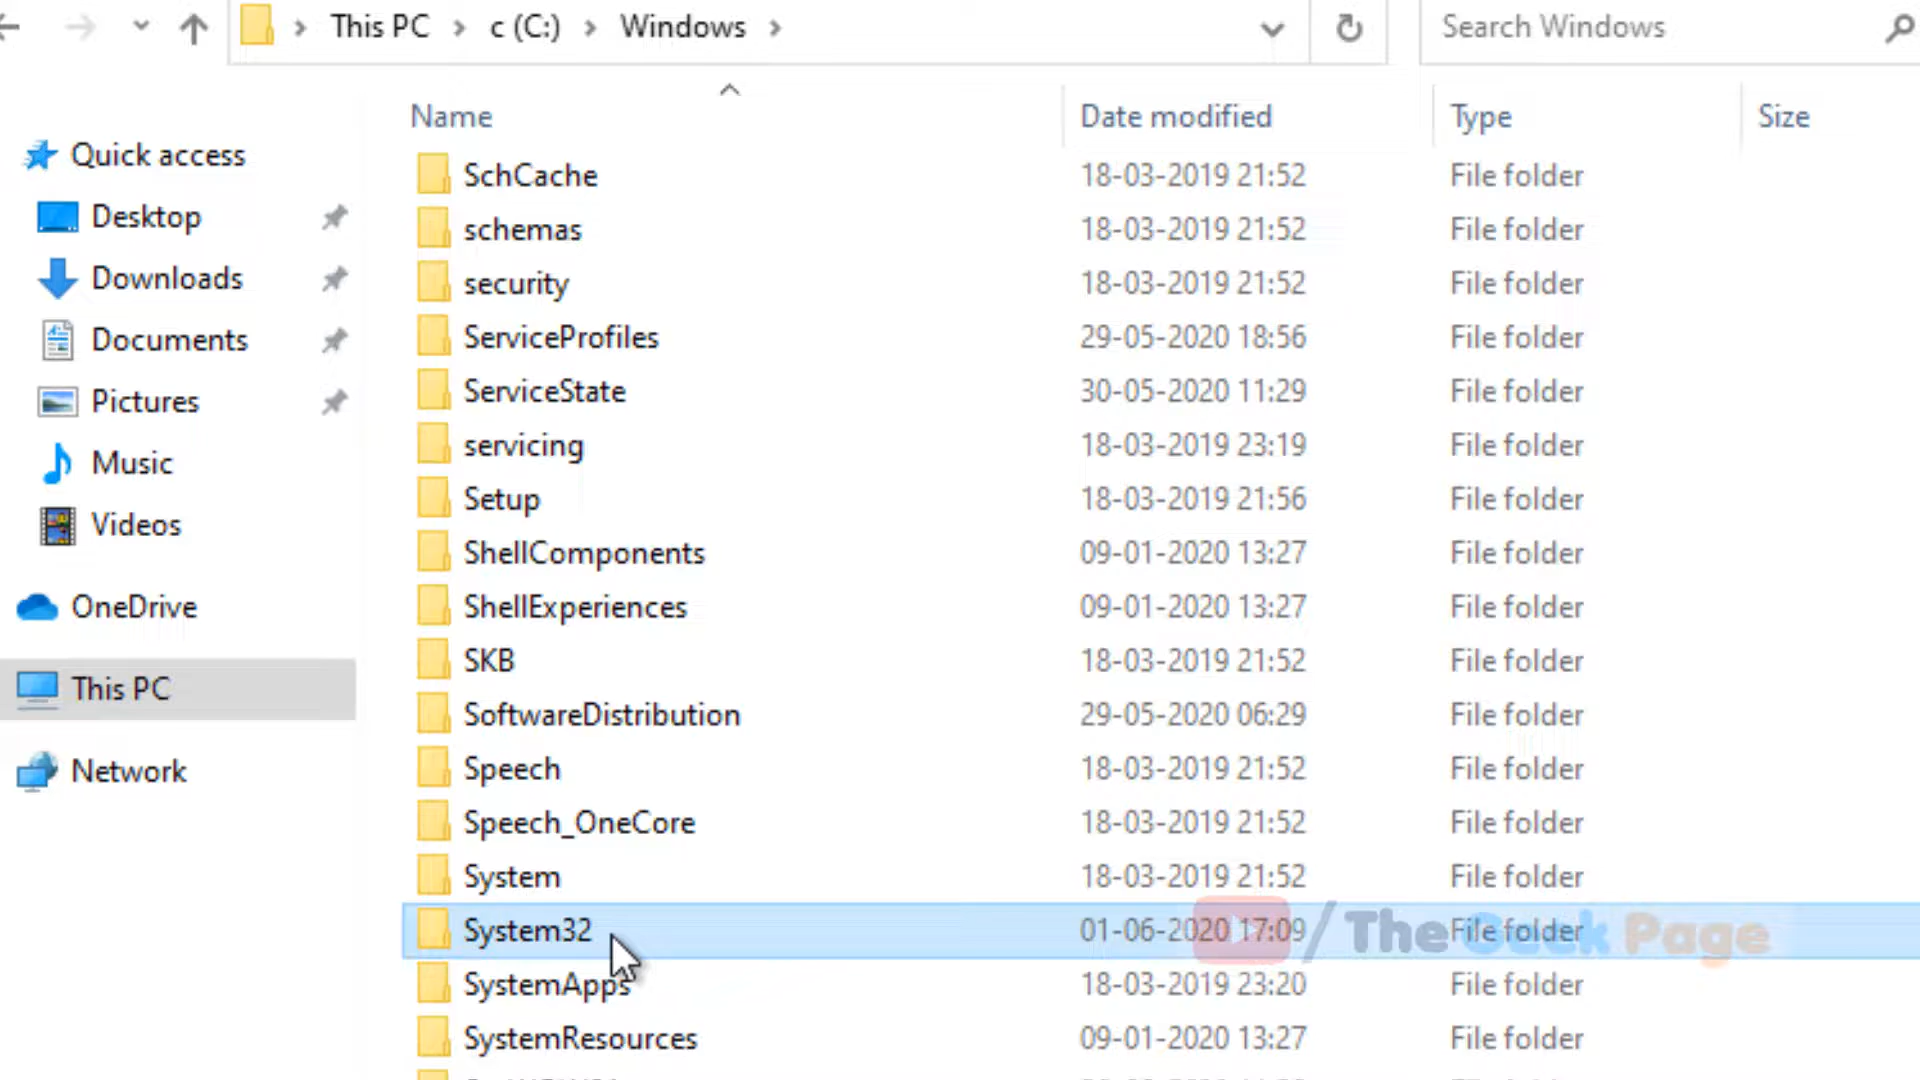 This PC > c (C:) > Windows >
Search Windows
Name Date modified Type Size
Quick access
Desktop
Downloads
Documents
Pictures
Music
Videos
OneDrive
This PC
Network
SchCache 18-03-2019 21:52 File folder
schemas 18-03-2019 21:52 File folder
security 18-03-2019 21:52 File folder
ServiceProfiles 29-05-2020 18:56 File folder
ServiceState 30-05-2020 11:29 File folder
servicing 18-03-2019 23:19 File folder
Setup 18-03-2019 21:56 File folder
ShellComponents 09-01-2020 13:27 File folder
ShellExperiences 09-01-2020 13:27 File folder
SKB 18-03-2019 21:52 File folder
SoftwareDistribution 29-05-2020 06:29 File folder
Speech 18-03-2019 21:52 File folder
Speech_OneCore 18-03-2019 21:52 File folder
System 18-03-2019 21:52 File folder
System32 01-06-2020 17:09 File folder
/ The Geek Page
SystemApps 18-03-2019 23:20 File folder
SystemResources 09-01-2020 13:27 File folder